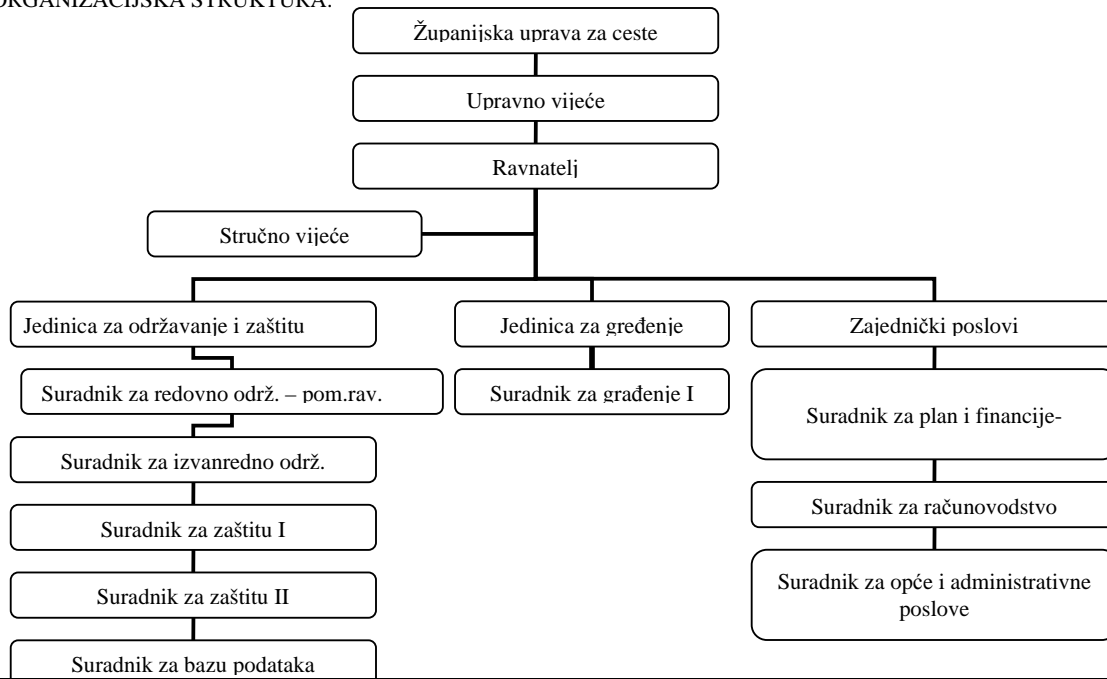 ORGANIZACIJSKA STRUKTURA:
Županijska uprava za ceste
Upravno vijeće
Ravnatelj
Stručno vijeće
Jedinica za održavanje i zaštitu
Jedinica za gređenje
Zajednički poslovi
Suradnik za redovno održ. – pom.rav.
Suradnik za građenje I
Suradnik za plan i financije-
Suradnik za izvanredno održ.
Suradnik za računovodstvo
Suradnik za zaštitu I
Suradnik za zaštitu II
Suradnik za opće i administrativne
poslove
Suradnik za bazu podataka